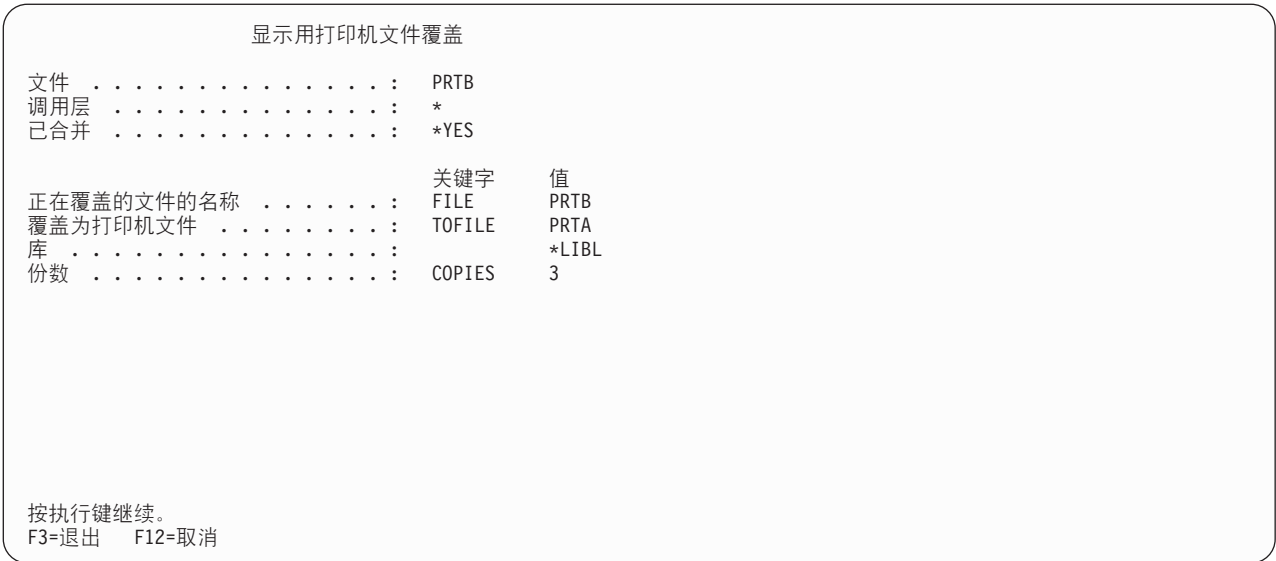 显示用打印机文件覆盖
文件 . . . . . . . . . . . . . . : PRTB
调用层 . . . . . . . . . . . . . : *
已合并 . . . . . . . . . . . . . : *YES
关键字 值
正在覆盖的文件的名称 . . . . . . : FILE PRTB
覆盖为打印机文件 . . . . . . . . : TOFILE PRTA
库 . . . . . . . . . . . . . . . : *LIBL
份数 . . . . . . . . . . . . . . : COPIES 3
按执行键继续。
F3=退出 F12=取消